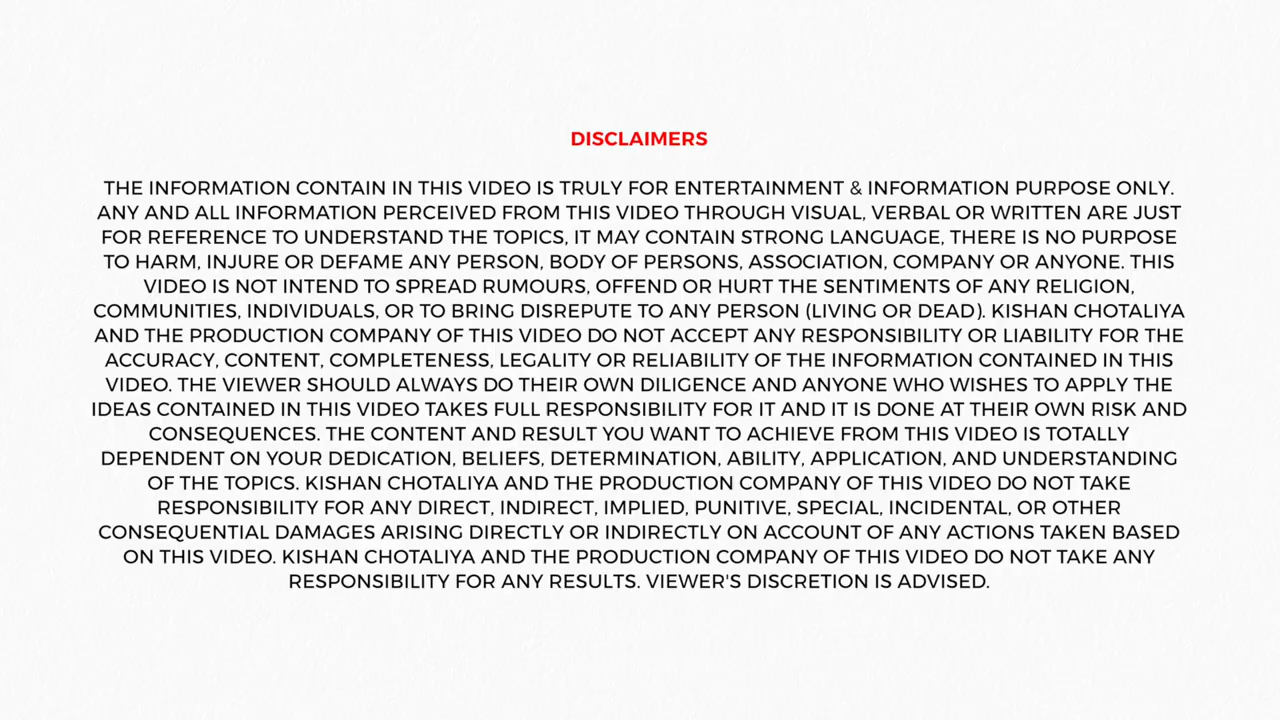 DISCLAIMERS
THE INFORMATION CONTAIN IN THIS VIDEO IS TRULY FOR ENTERTAINMENT & INFORMATION PURPOSE ONLY.
ANY AND ALL INFORMATION PERCEIVED FROM THIS VIDEO THROUGH VISUAL, VERBAL OR WRITTEN ARE JUST
FOR REFERENCE TO UNDERSTAND THE TOPICS, IT MAY CONTAIN STRONG LANGUAGE, THERE IS NO PURPOSE
TO HARM, INJURE OR DEFAME ANY PERSON, BODY OF PERSONS, ASSOCIATION, COMPANY OR ANYONE. THIS
VIDEO IS NOT INTEND TO SPREAD RUMOURS, OFFEND OR HURT THE SENTIMENTS OF ANY RELIGION,
COMMUNITIES, INDIVIDUALS, OR TO BRING DISREPUTE TO ANY PERSON (LIVING OR DEAD). KISHAN CHOTALIYA
AND THE PRODUCTION COMPANY OF THIS VIDEO DO NOT ACCEPT ANY RESPONSIBILITY OR LIABILITY FOR THE
ACCURACY, CONTENT, COMPLETENESS, LEGALITY OR RELIABILITY OF THE INFORMATION CONTAINED IN THIS
VIDEO. THE VIEWER SHOULD ALWAYS DO THEIR OWN DILIGENCE AND ANYONE WHO WISHES TO APPLY THE
IDEAS CONTAINED IN THIS VIDEO TAKES FULL RESPONSIBILITY FOR IT AND IT IS DONE AT THEIR OWN RISK AND
CONSEQUENCES. THE CONTENT AND RESULT YOU WANT TO ACHIEVE FROM THIS VIDEO IS TOTALLY
DEPENDENT ON YOUR DEDICATION, BELIEFS, DETERMINATION, ABILITY, APPLICATION, AND UNDERSTANDING
OF THE TOPICS. KISHAN CHOTALIYA AND THE PRODUCTION COMPANY OF THIS VIDEO DO NOT TAKE
RESPONSIBILITY FOR ANY DIRECT, INDIRECT, IMPLIED, PUNITIVE, SPECIAL, INCIDENTAL, OR OTHER
CONSEQUENTIAL DAMAGES ARISING DIRECTLY OR INDIRECTLY ON ACCOUNT OF ANY ACTIONS TAKEN BASED
ON THIS VIDEO. KISHAN CHOTALIYA AND THE PRODUCTION COMPANY OF THIS VIDEO DO NOT TAKE ANY
RESPONSIBILITY FOR ANY RESULTS. VIEWER'S DISCRETION IS ADVISED.